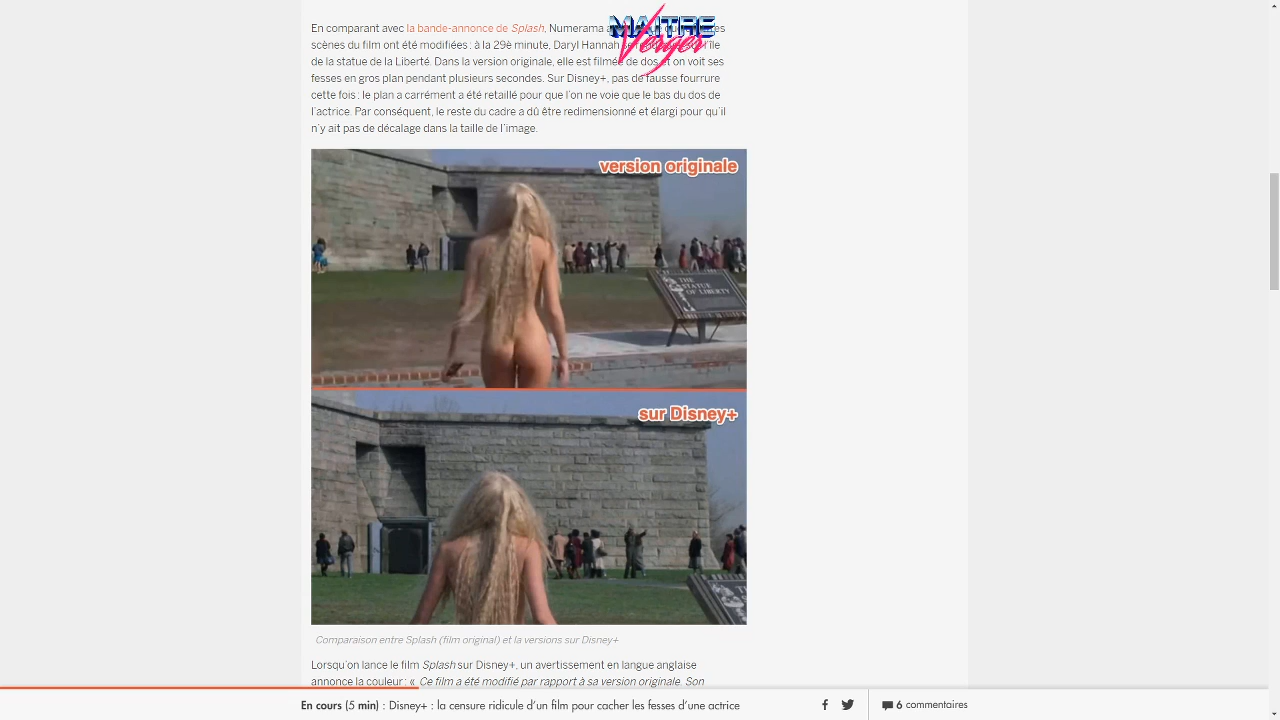 MAITRE
Verger
En comparant avec la bande-annonce de Splash, Numerama a
scènes du film ont été modifiées : à la 29è minute, Daryl Hannah l'île
de la statue de la Liberté. Dans la version originale, elle est filmée de dos et on voit ses
fesses en gros plan pendant plusieurs secondes. Sur Disney+, pas de fausse fourrure
cette fois : le plan a carrément a été retaillé pour que l'on ne voie que le bas du dos de
l'actrice. Par conséquent, le reste du cadre a dû être redimensionné et élargi pour qu'il
n'y ait pas de décalage dans la taille de l'image.
version originale
THE
STATUE
OF LIBERTY
sur Disney+
Comparaison entre Splash (film original) et la versions sur Disney+
Lorsqu'on lance le film Splash sur Disney+, un avertissement en langue anglaise
annonce la couleur : « Ce film a été modifié par rapport à sa version originale. Son
En cours (5 min) : Disney+ : la censure ridicule d'un film pour cacher les fesses d'une actrice
6 commentaires